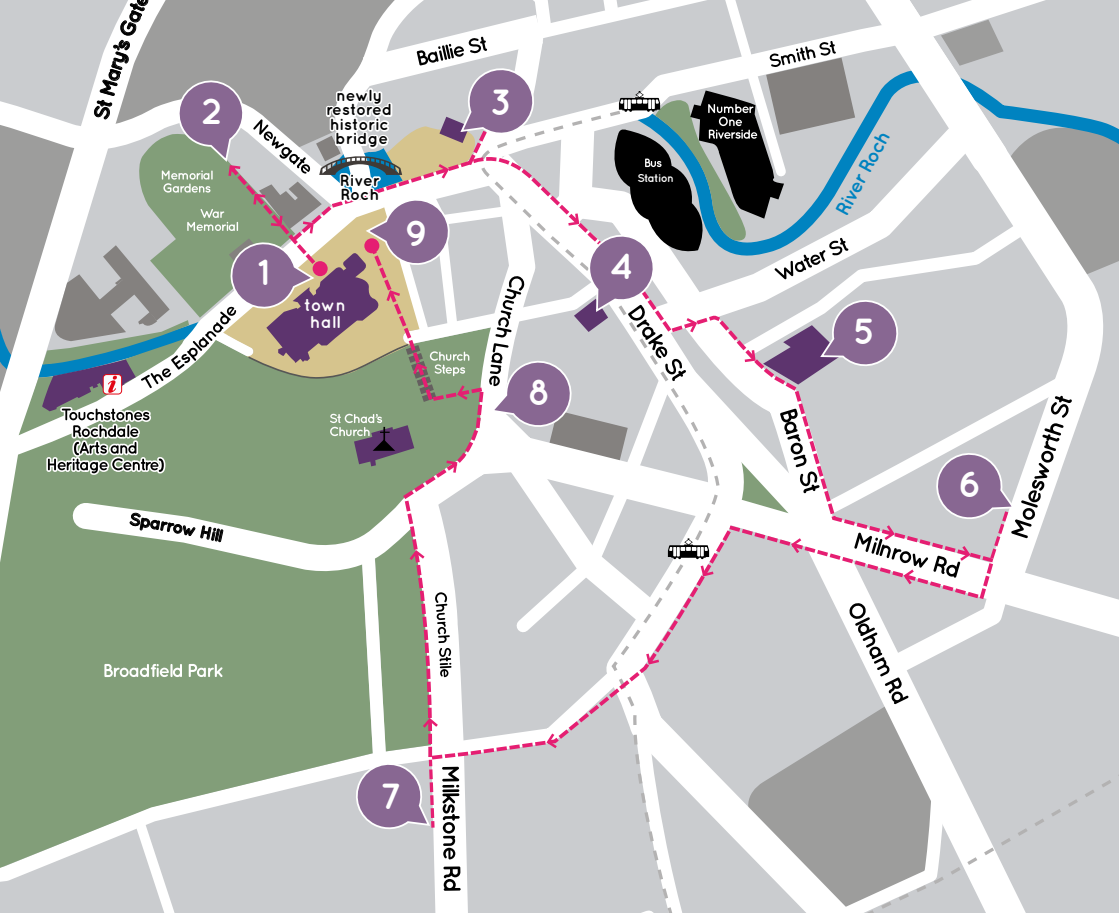 St Mary's Gate
Baillie St
Smith St
newly
restored
historic
bridge
3
2
Newgate
Number
One
Riverside
Bus
Station
River Roch
Memorial
Gardens
River
Roch
War
Memorial
9
1
town
hall
4
Water St
Church Lane
The Esplanade
Drake St
5
Church
Steps
i
Touchstones
Rochdale
(Arts and
Heritage Centre)
St Chad's
Church
8
Baron St
Molesworth St
6
Sparrow Hill
Milnrow Rd
Church Stile
Oldham Rd
Broadfield Park
7
Milkstone Rd